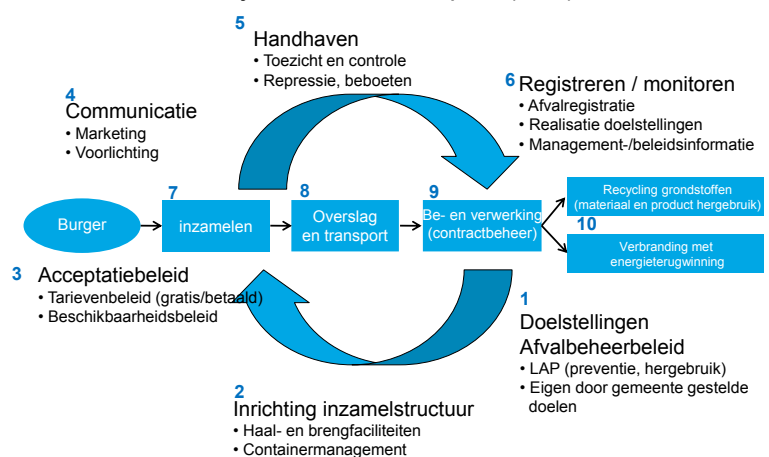 5
Handhaven
• Toezicht en controle
• Repressie, beboeten
6 Registreren / monitoren
• Afvalregistratie
• Realisatie doelstellingen
• Management-/beleidsinformatie
4
Communicatie
• Marketing
• Voorlichting
Burger
7
inzamelen
8
Overslag
en transport
9
Be- en verwerking
(contractbeheer)
Recycling grondstoffen
(materiaal en product hergebruik)
10
Verbranding met
energieterugwinning
3 Acceptatiebeleid
• Tarievenbeleid (gratis/betaald)
• Beschikbaarheidsbeleid
1
Doelstellingen
Afvalbeheerbeleid
• LAP (preventie, hergebruik)
• Eigen door gemeente gestelde
doelen
2
Inrichting inzamelstructuur
• Haal- en brengfaciliteiten
• Containermanagement